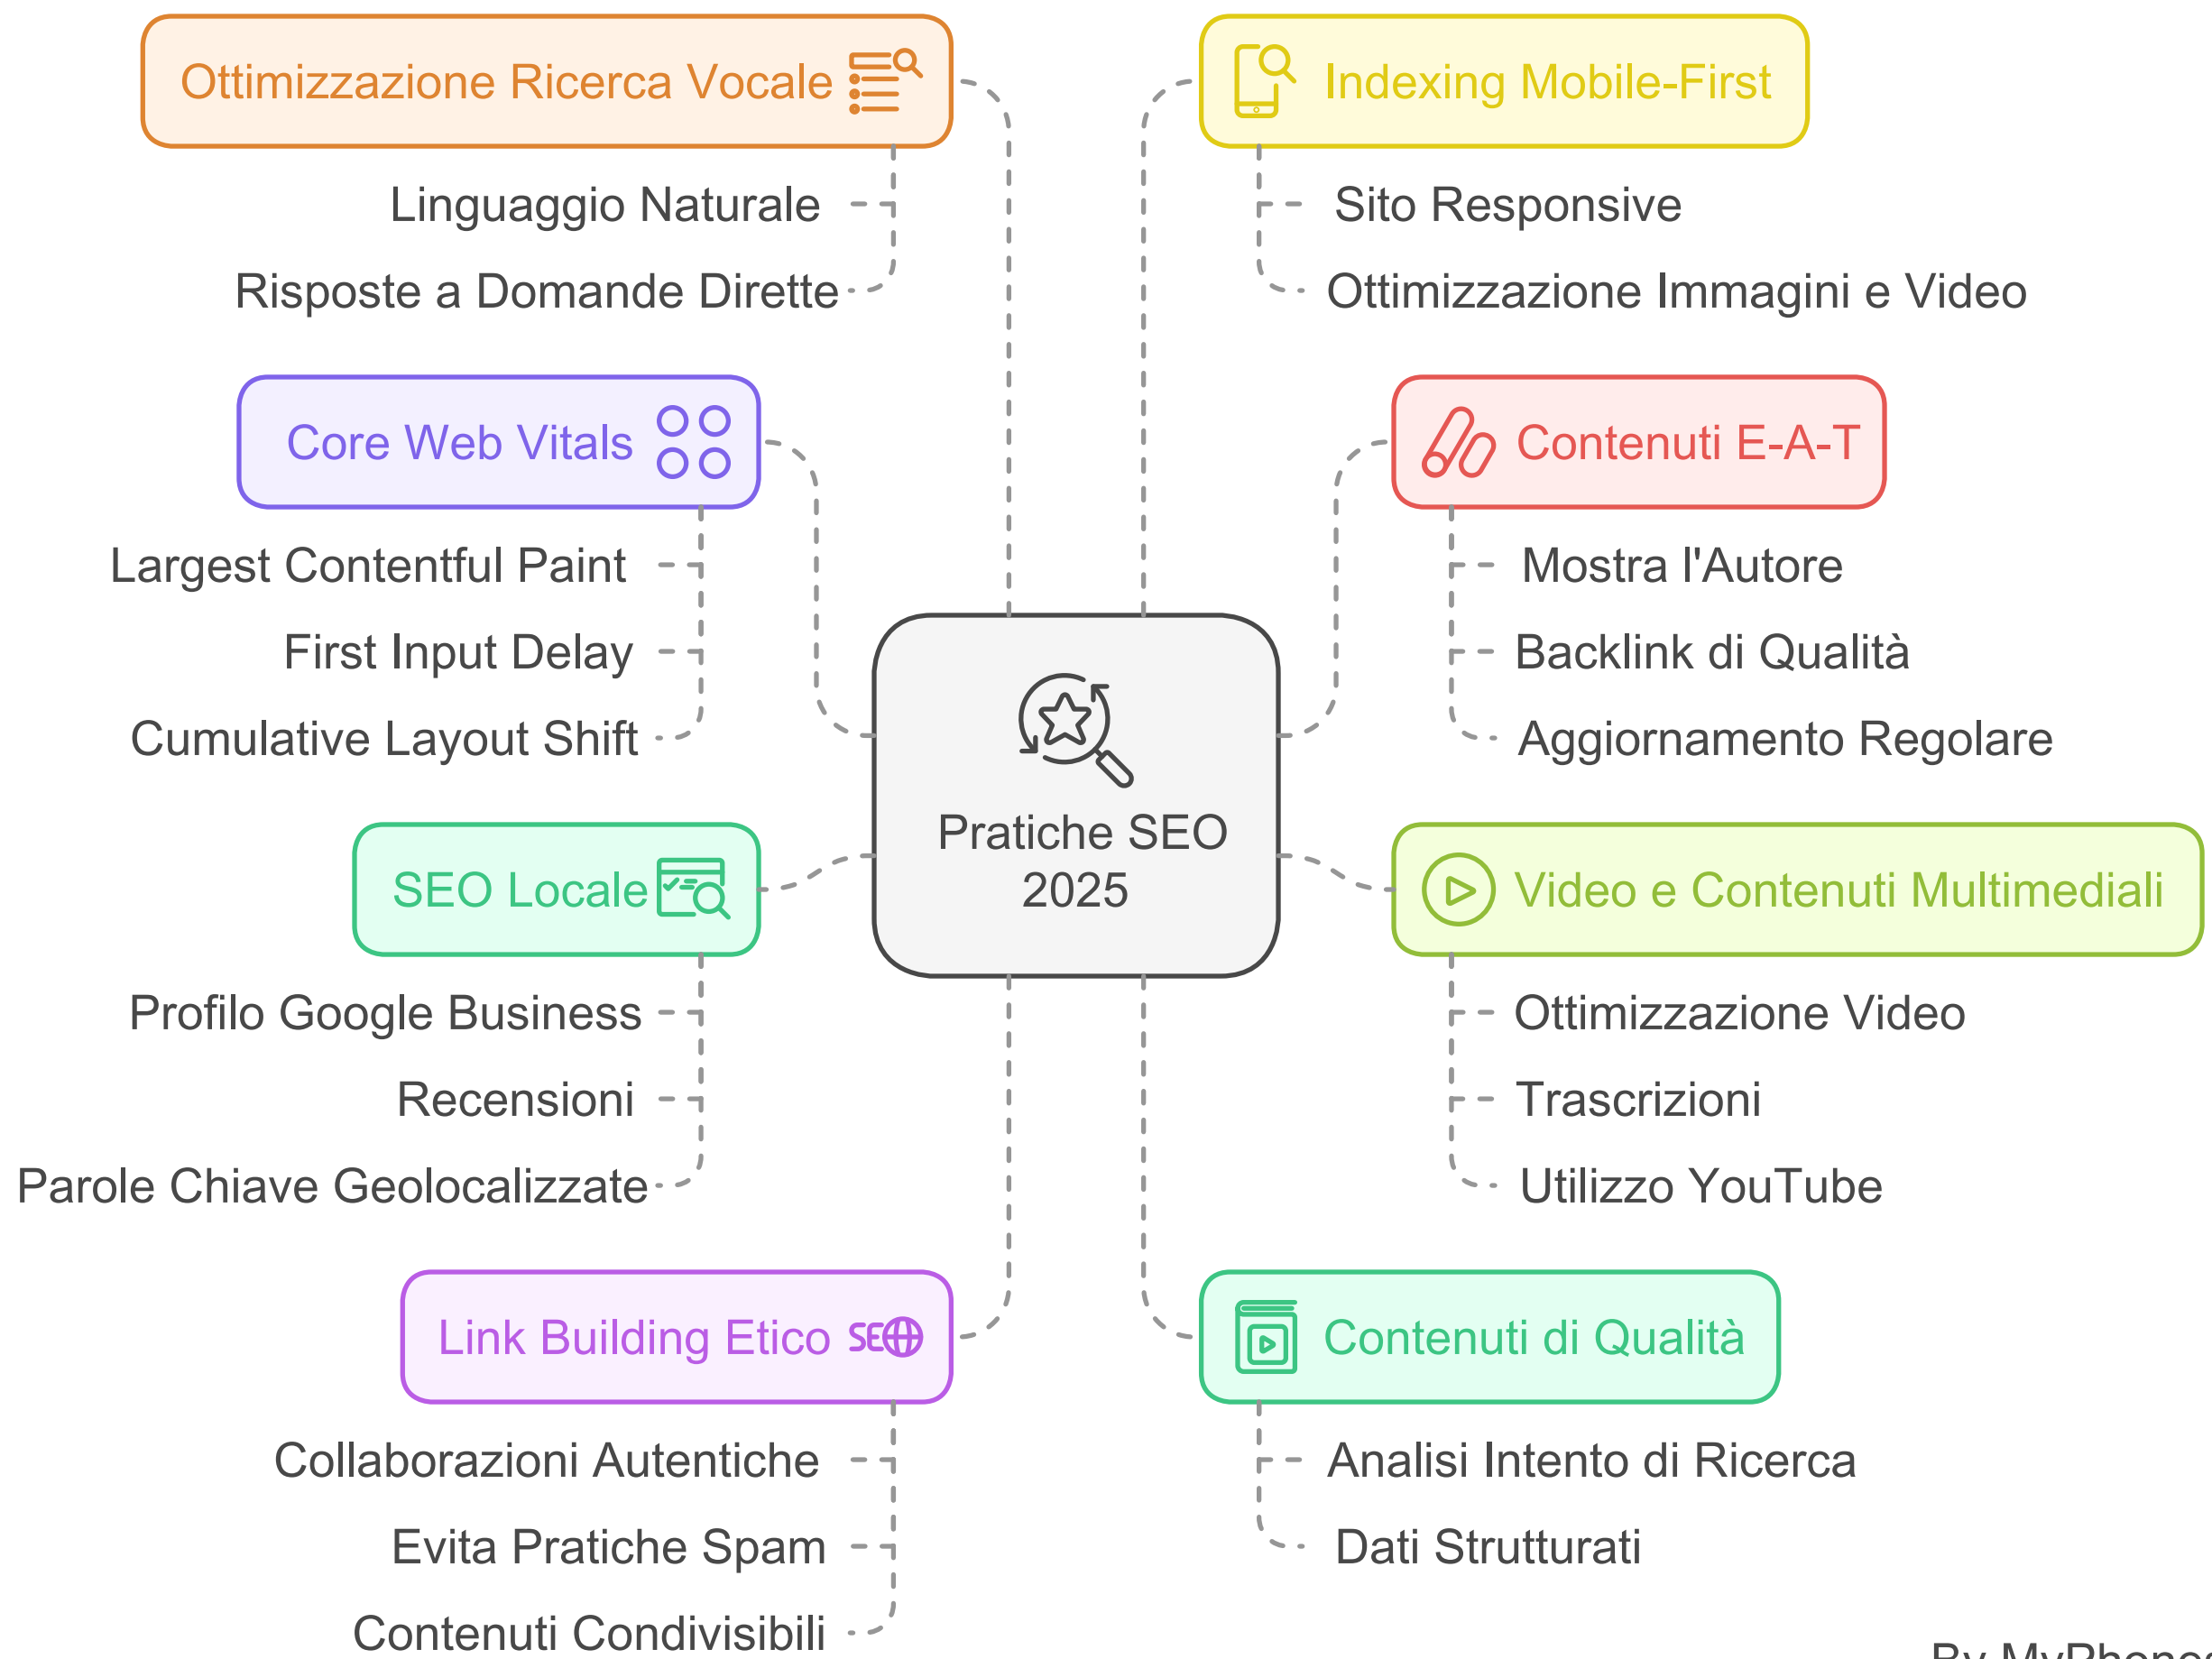 Ottimizzazione Ricerca Vocale
Linguaggio Naturale
Risposte a Domande Dirette
Core Web Vitals
Largest Contentful Paint
First Input Delay
Cumulative Layout Shift
SEO Locale
Profilo Google Business
Recensioni
Parole Chiave Geolocalizzate
Link Building Etico
SE
Collaborazioni Autentiche
Evita Pratiche Spam
Contenuti Condivisibili
Pratiche SEO
2025
Indexing Mobile-First
Sito Responsive
Ottimizzazione Immagini e Video
Contenuti E-A-T
Mostra l'Autore
Backlink di Qualità
Aggiornamento Regolare
Video e Contenuti Multimediali
Ottimizzazione Video
Trascrizioni
Utilizzo YouTube
Contenuti di Qualità
Analisi Intento di Ricerca
Dati Strutturati
By